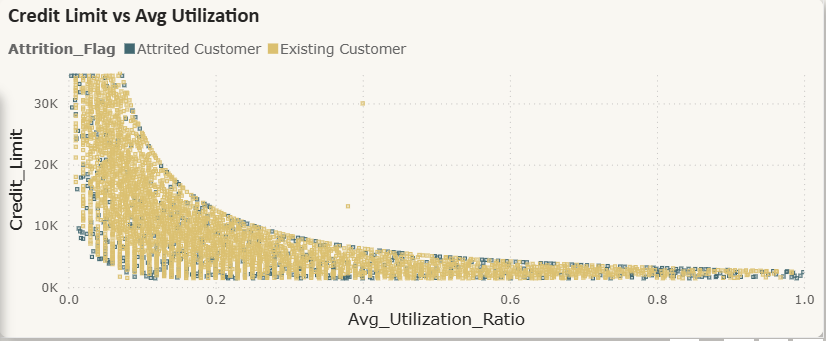 Credit Limit vs Avg Utilization
Attrition_Flag Attrited Customer Existing Customer
Credit_Limit
30K
20K
10K
0K
0.0 0.2 0.4 0.6 0.8 1.0
Avg_Utilization_Ratio